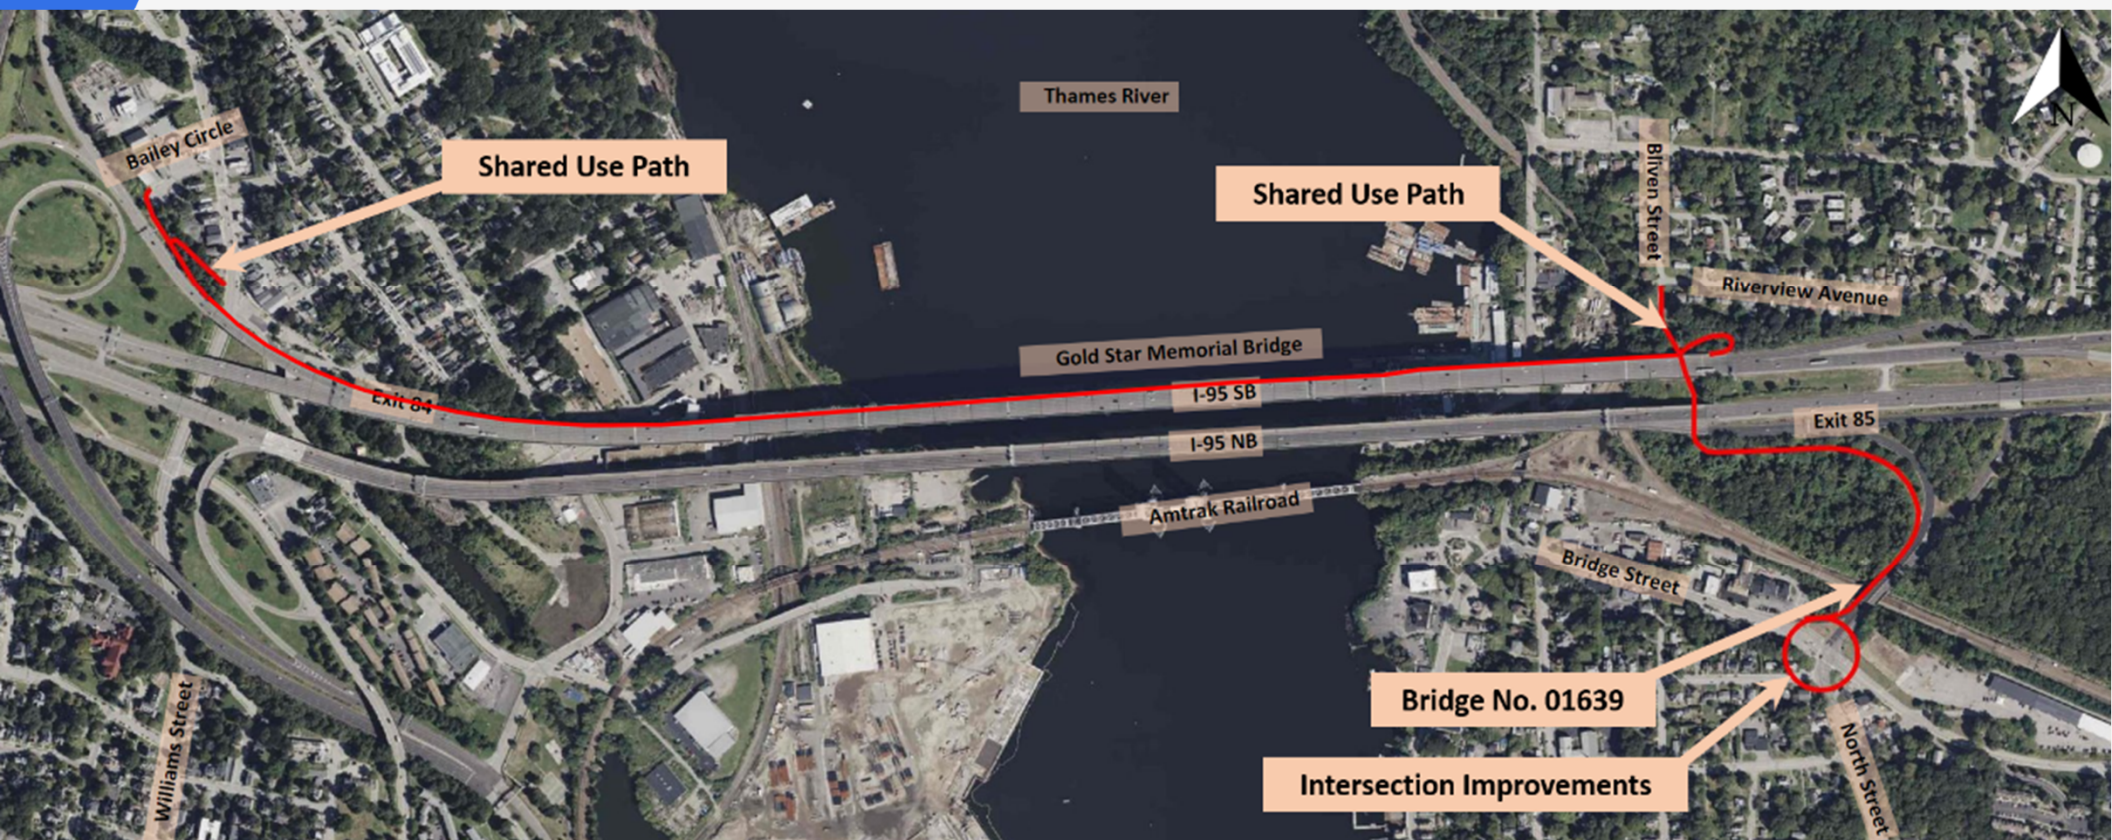 Thames River
N
Bailey Circle
Shared Use Path
Shared Use Path
Bliven Street
Riverview Avenue
Gold Star Memorial Bridge
Exit 84
I-95 SB
Exit 85
I-95 NB
Amtrak Railroad
Bridge Street
Bridge No. 01639
Williams Street
North Street
Intersection Improvements